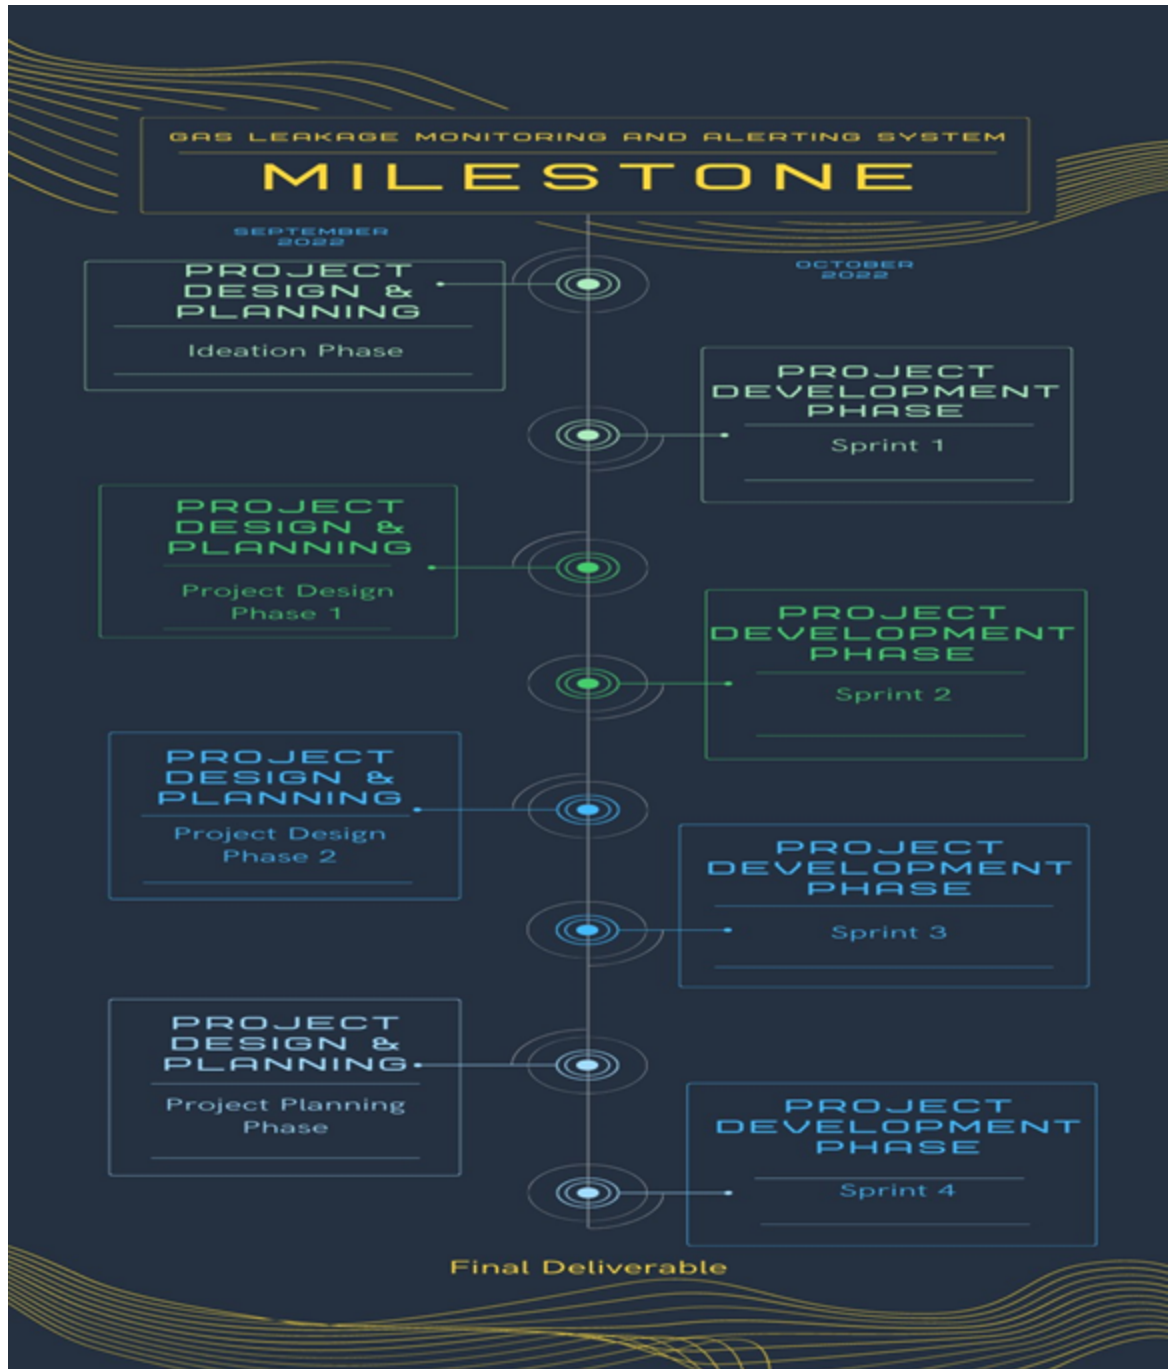 GAS LEAKAGE MONITORING AND ALERTING SYSTEM
MILESTONE
SEPTEMBER
2022
OCTOBER
2022
PROJECT
DESIGN &
PLANNING
Ideation Phase
PROJECT
DEVELOPMENT
PHASE
Sprint 1
PROJECT
DESIGN &
PLANNING
Project Design
Phase 1
PROJECT
DEVELOPMENT
PHASE
Sprint 2
PROJECT
DESIGN &
PLANNING
Project Design
Phase 2
PROJECT
DEVELOPMENT
PHASE
Sprint 3
PROJECT
DESIGN &
PLANNING
Project Planning
Phase
PROJECT
DEVELOPMENT
PHASE
Sprint 4
Final Deliverable